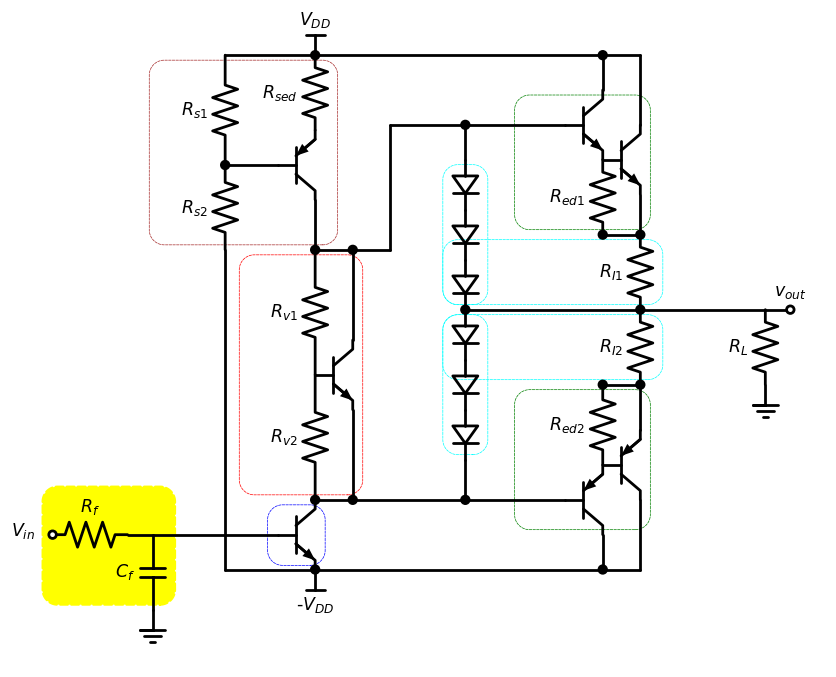 V_DD
R_s1
R_sed
R_s2
R_ed1
R_l1
v_out
R_v1
R_l2
R_L
R_v2
R_ed2
R_f
V_in
C_f
-V_DD